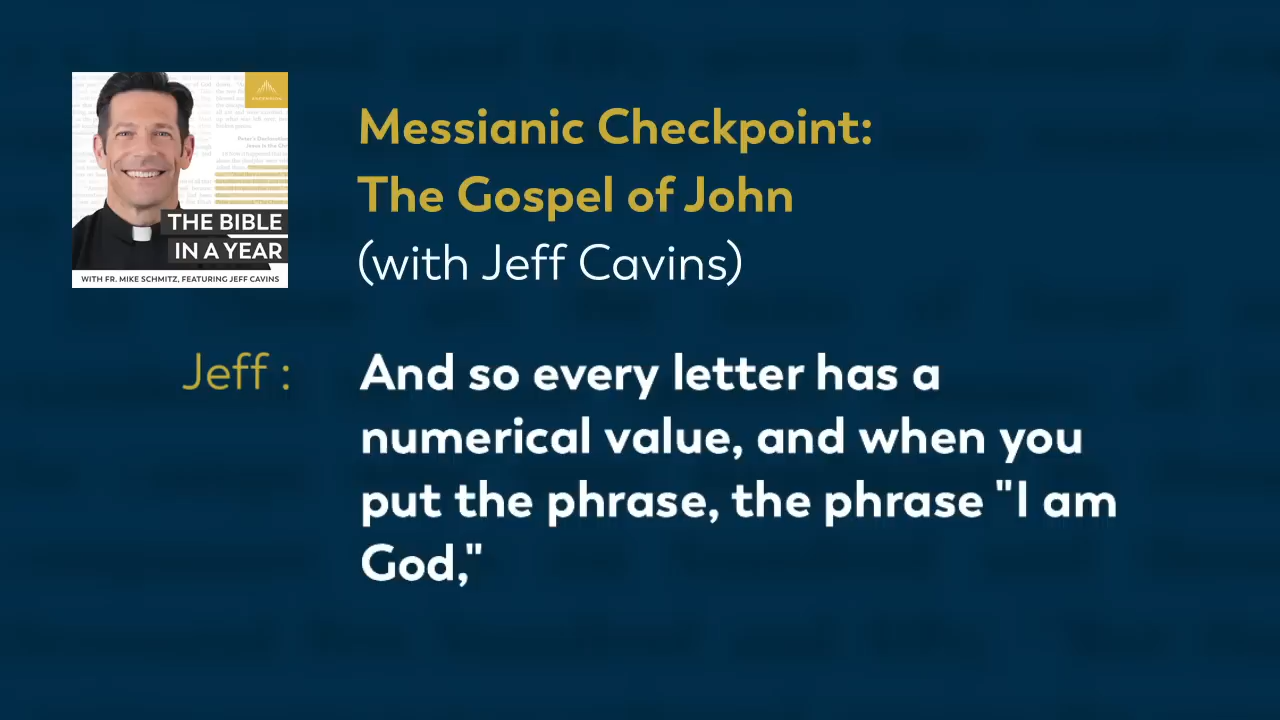 THE BIBLE
IN A YEAR
WITH FR. MIKE SCHMITZ, FEATURING JEFF CAVINS
Messianic Checkpoint:
The Gospel of John
(with Jeff Cavins)
Jeff :
And so every letter has a
numerical value, and when you
put the phrase, the phrase "I am
God,"